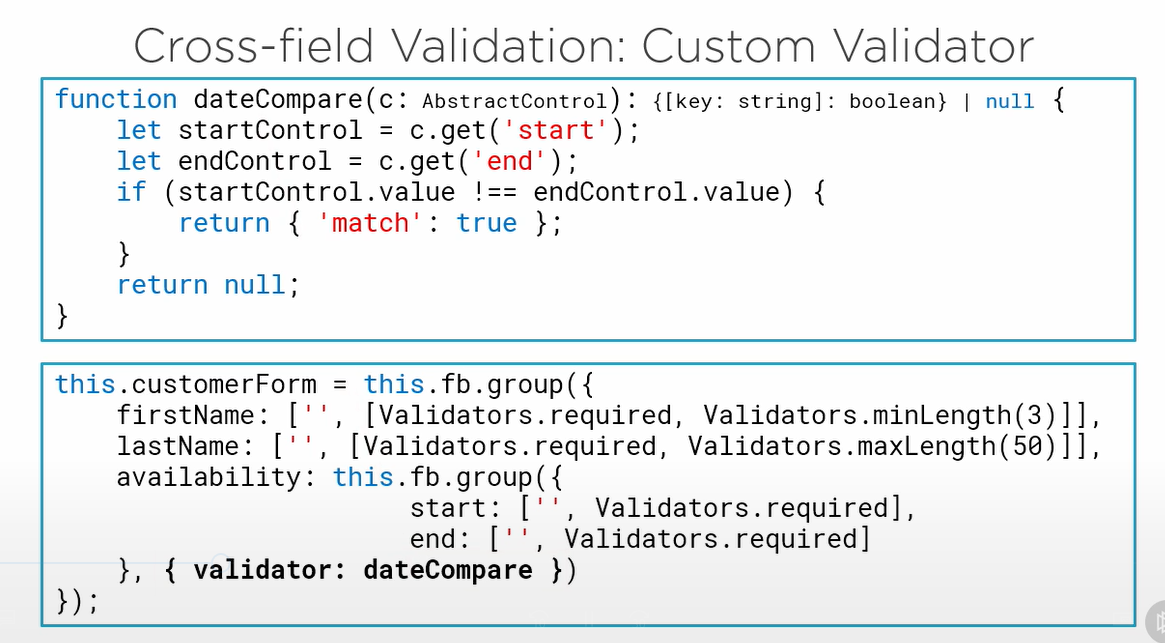 Cross-field Validation: Custom Validator
function dateCompare(c: AbstractControl): {[key: string]: boolean} | null {
    let startControl = c.get('start');
    let endControl = c.get('end');
    if (startControl.value !== endControl.value) {
        return { 'match': true };
    }
    return null;
}
this.customerForm = this.fb.group({
    firstName: ['', [Validators.required, Validators.minLength(3)]],
    lastName: ['', [Validators.required, Validators.maxLength(50)]],
    availability: this.fb.group({
                       start: ['', Validators.required],
                       end: ['', Validators.required]
    }, { validator: dateCompare })
});